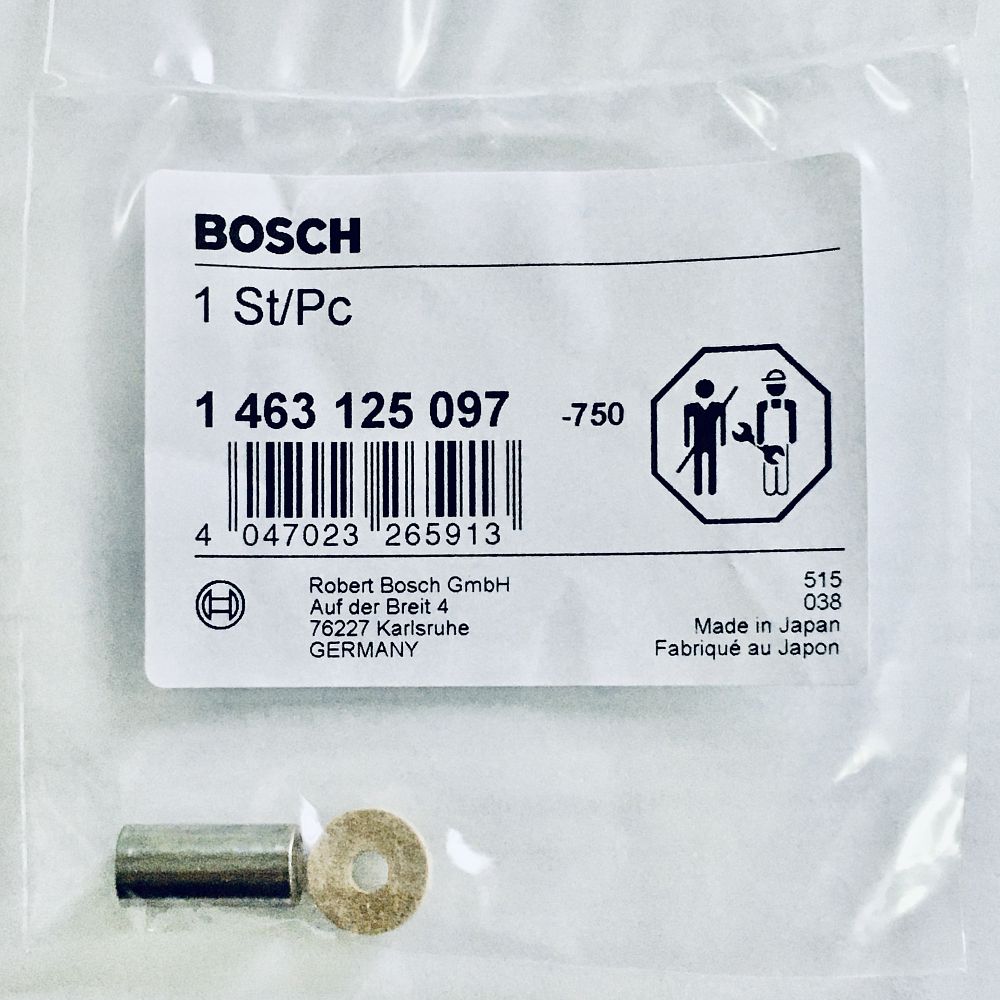 BOSCH
1 St/Pc
1 463 125 097 -750
4 047023 265913
Robert Bosch GmbH
Auf der Breit 4
76227 Karlsruhe
GERMANY
515
038
Made in Japan
Fabriqué au Japon